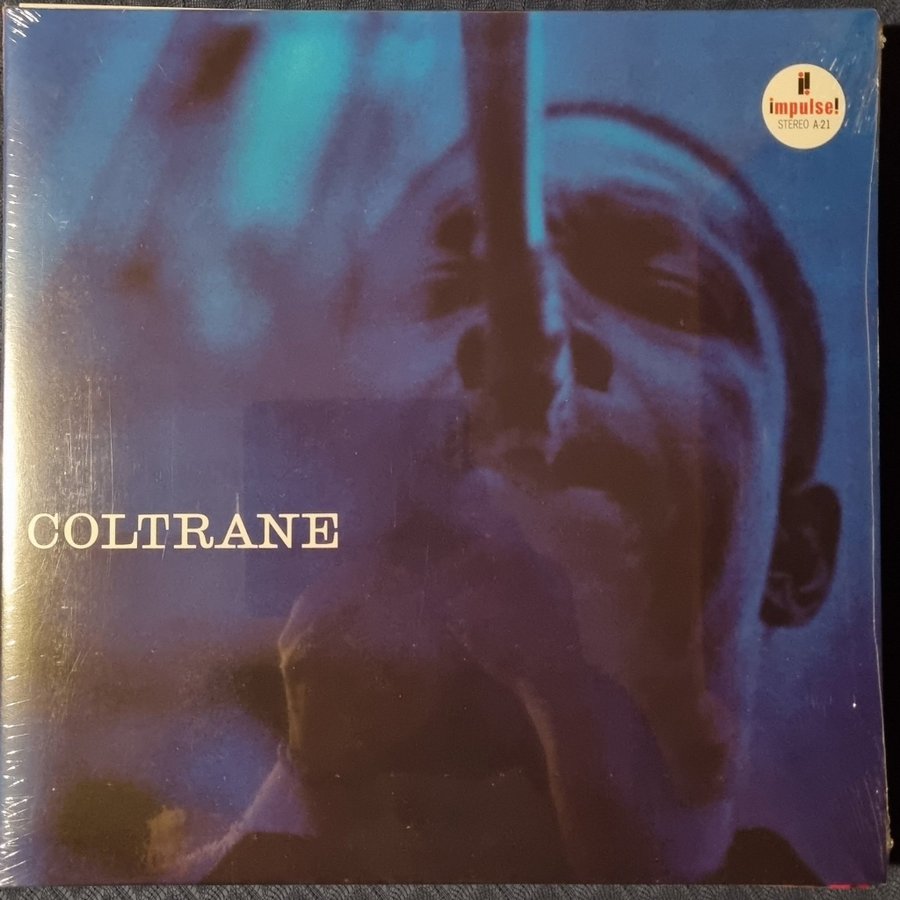 impulse!
STEREO A-21
COLTRANE